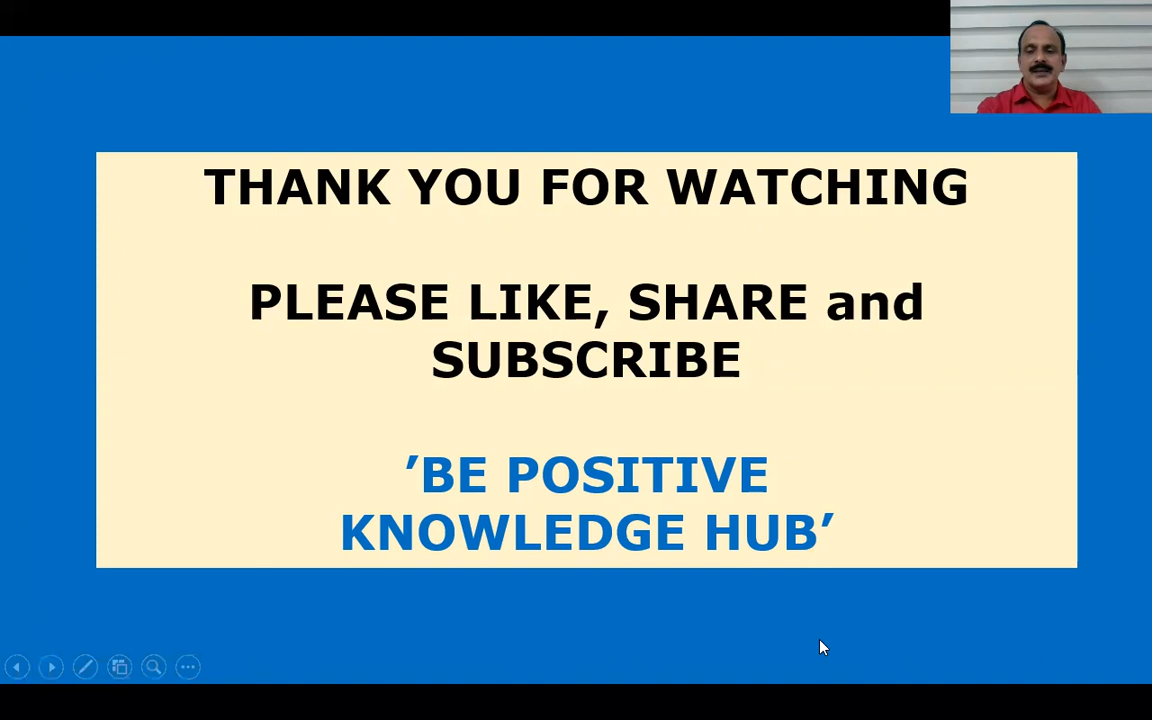 THANK YOU FOR WATCHING
PLEASE LIKE, SHARE and
SUBSCRIBE
’BE POSITIVE
KNOWLEDGE HUB’